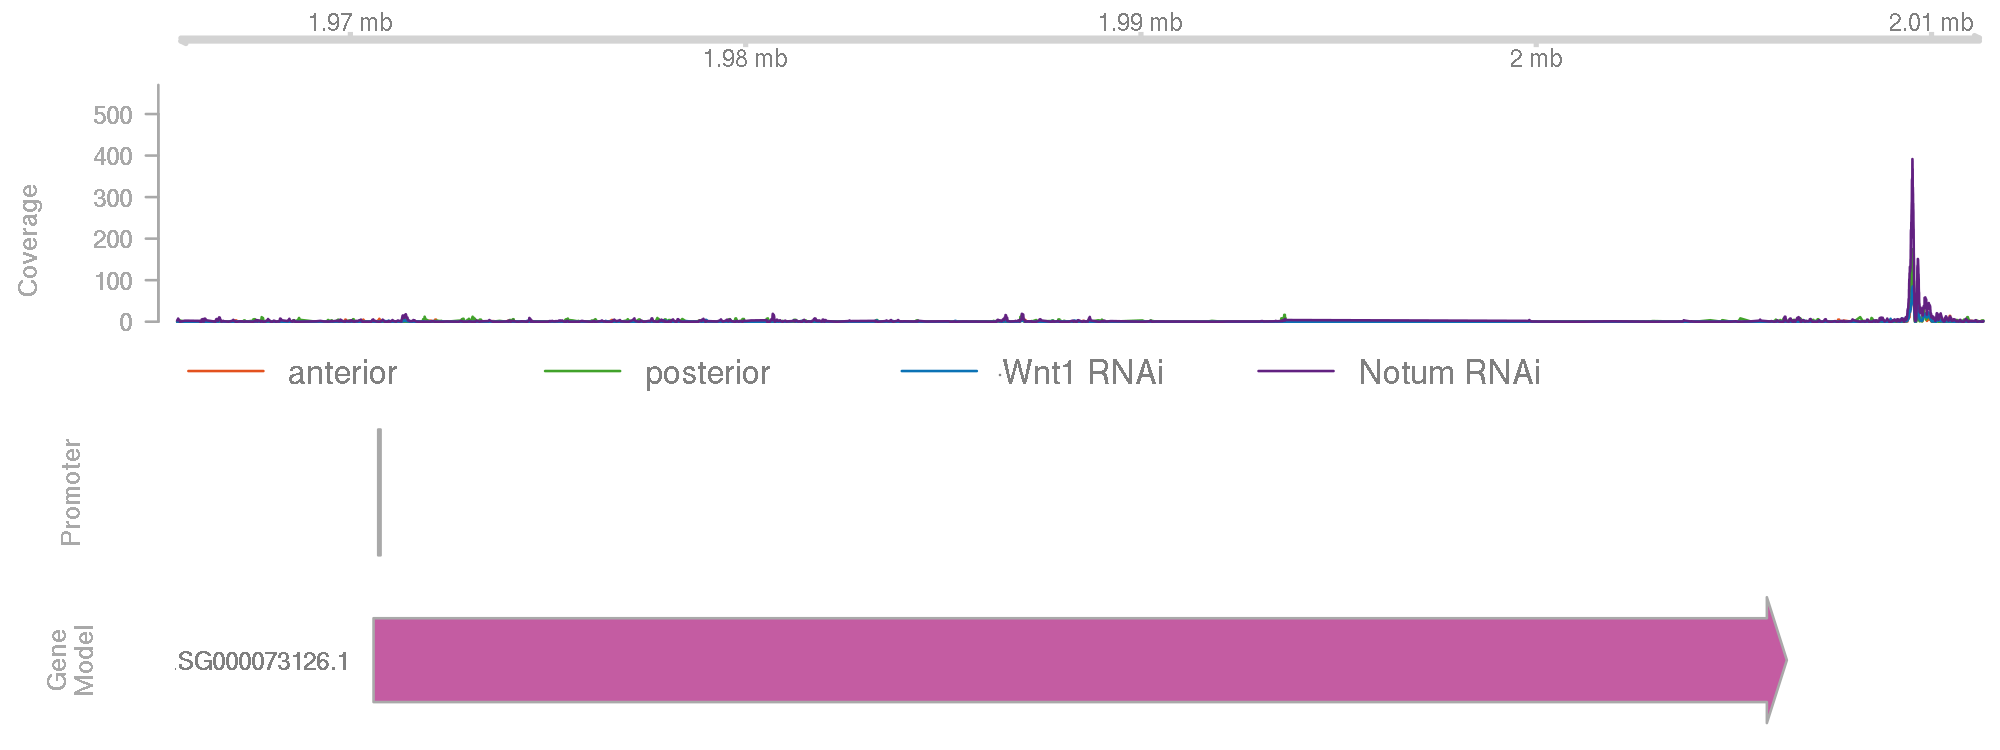 1.97 mb 1.99 mb 2.01 mb
1.98 mb 2 mb
Coverage
500
400
300
200
100
0
anterior posterior Wnt1 RNAi Notum RNAi
Promoter
Gene
Model
SG000073126.1